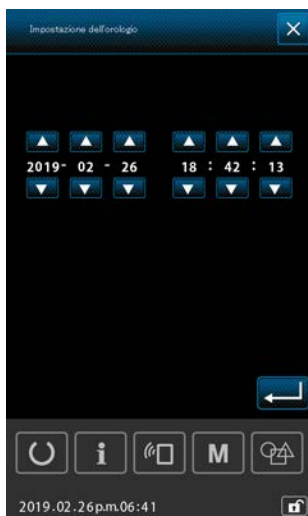 Impostazione dell'orologio
2019- 02 - 26 18 : 42 : 13
i M
2019.02.26p.m.06:41